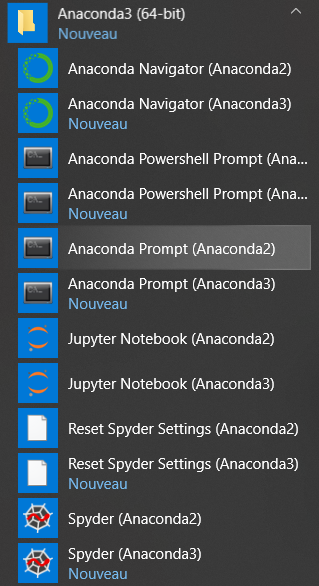 Anaconda3 (64-bit)
Nouveau
Anaconda Navigator (Anaconda2)
Anaconda Navigator (Anaconda3)
Nouveau
Anaconda Powershell Prompt (Ana...
Anaconda Powershell Prompt (Ana...
Nouveau
Anaconda Prompt (Anaconda2)
Anaconda Prompt (Anaconda3)
Nouveau
Jupyter Notebook (Anaconda2)
Jupyter Notebook (Anaconda3)
Reset Spyder Settings (Anaconda2)
Reset Spyder Settings (Anaconda3)
Nouveau
Spyder (Anaconda2)
Spyder (Anaconda3)
Nouveau